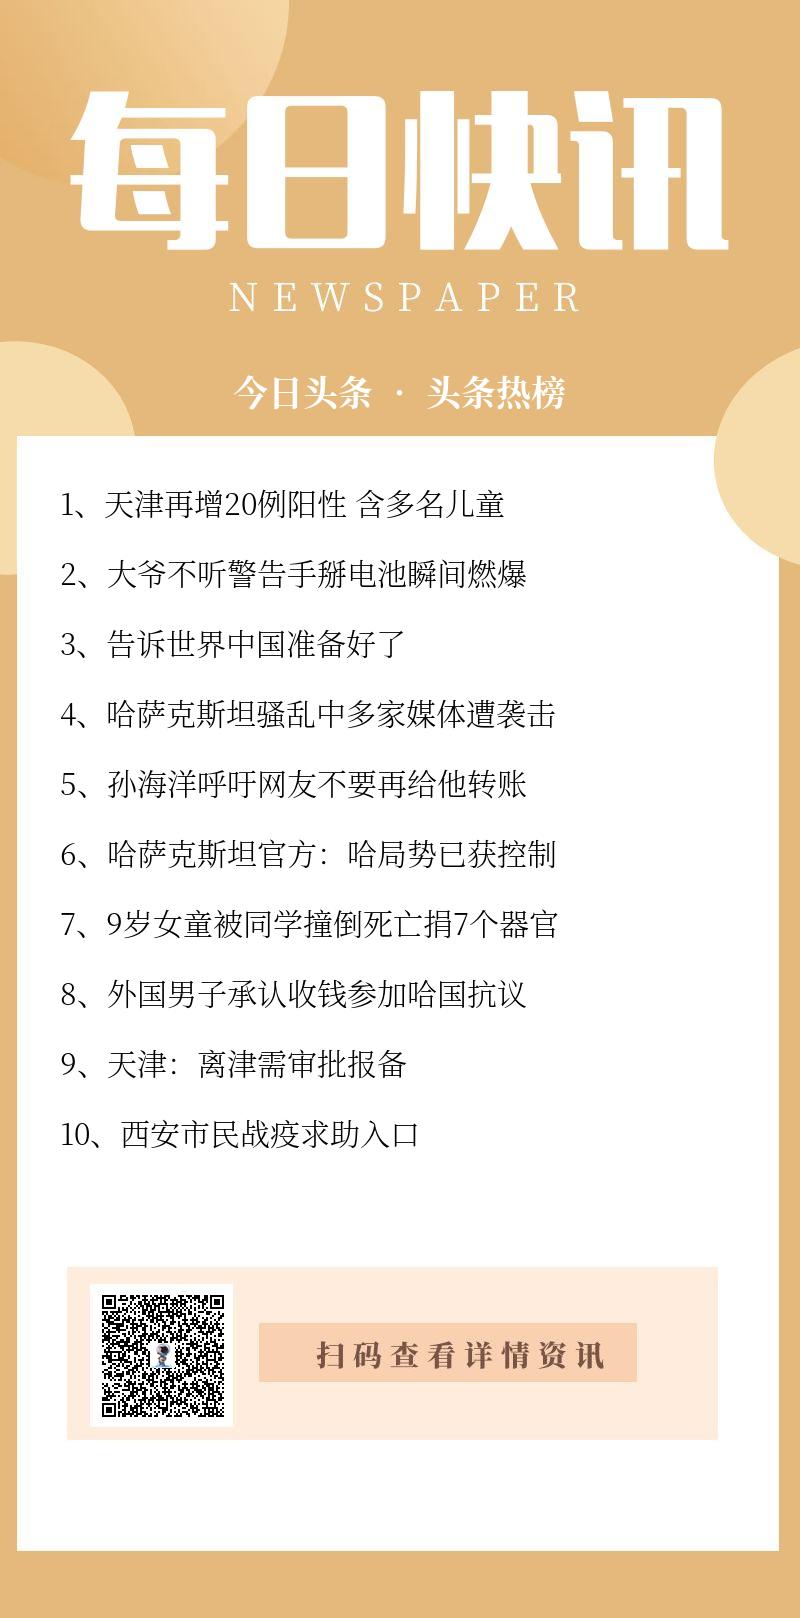 每日快讯
NEWSPAPER
今日头条 · 头条热榜
1、天津再增20例阳性 含多名儿童
2、大爷不听警告手掰电池瞬间燃爆
3、告诉世界中国准备好了
4、哈萨克斯坦骚乱中多家媒体遭袭击
5、孙海洋呼吁网友不要再给他转账
6、哈萨克斯坦官方：哈局势已获控制
7、9岁女童被同学撞倒死亡捐7个器官
8、外国男子承认收钱参加哈国抗议
9、天津：离津需审批报备
10、西安市民战疫求助入口
扫码查看详情资讯